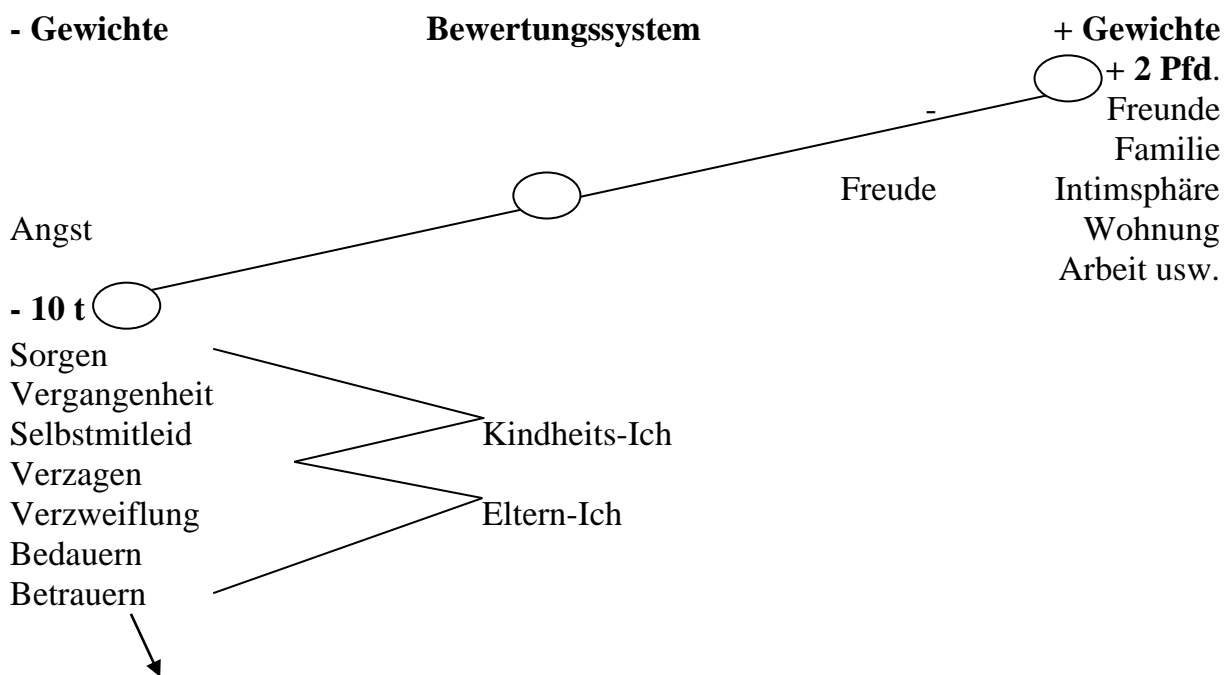 - Gewichte Bewertungssystem + Gewichte
+ 2 Pfd.
- Freunde
Familie
Freude Intimsphäre
Angst Wohnung
Arbeit usw.
- 10 t
Sorgen
Vergangenheit
Selbstmitleid Kindheits-Ich
Verzagen
Verzweiflung Eltern-Ich
Bedauern
Betrauern